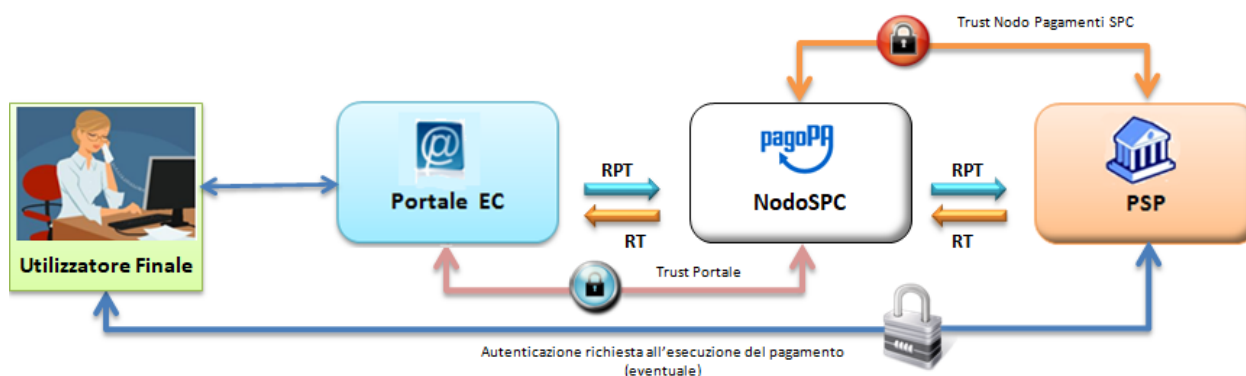 Trust Nodo Pagamenti SPC
@
pagoPA
RPT
RPT
Portale EC
NodoSPC
PSP
RT
RT
Utilizzatore Finale
Trust Portale
Autenticazione richiesta all'esecuzione del pagamento
(eventuale)